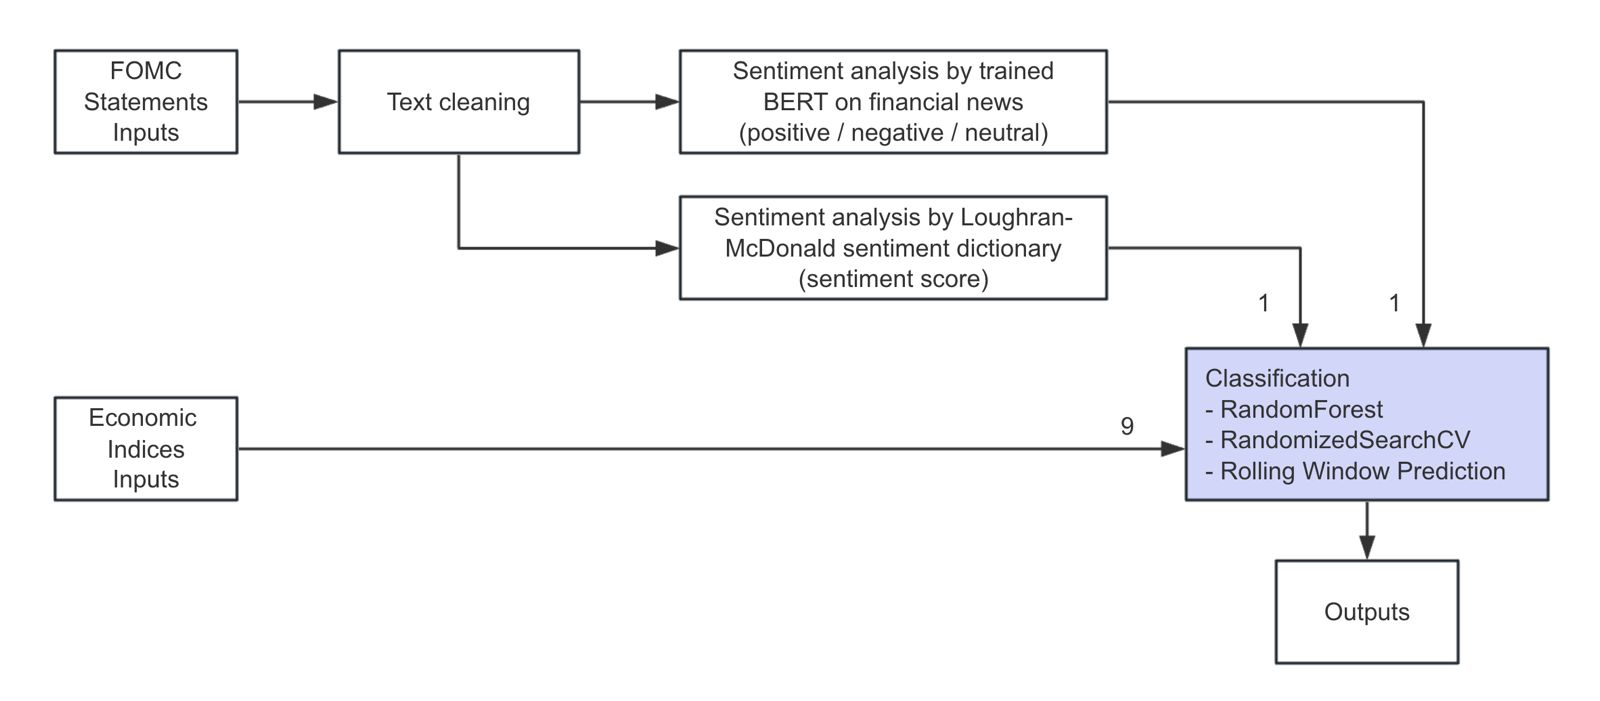 FOMC
Statements
Inputs
Text cleaning
Sentiment analysis by trained
BERT on financial news
(positive / negative / neutral)
Sentiment analysis by Loughran-
McDonald sentiment dictionary
(sentiment score)
1
1
Economic
Indices
Inputs
9
Classification
- RandomForest
- RandomizedSearchCV
- Rolling Window Prediction
Outputs